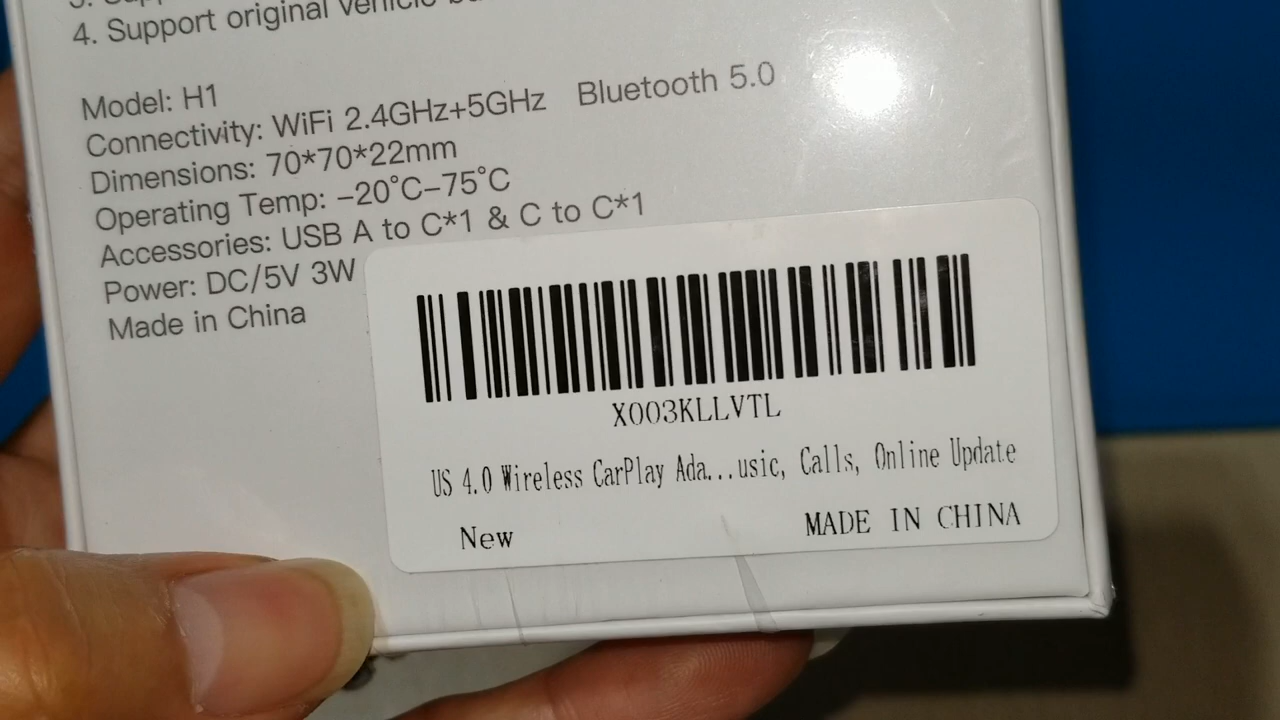 4. Support original vehicle
Model: H1
Connectivity: WiFi 2.4GHz+5GHz Bluetooth 5.0
Dimensions: 70*70*22mm
Operating Temp: −20°C−75°C
Accessories: USB A to C*1 & C to C*1
Power: DC/5V 3W
Made in China
X003KLLVTL
US 4.0 Wireless CarPlay Ada...usic, Calls, Online Update
New MADE IN CHINA